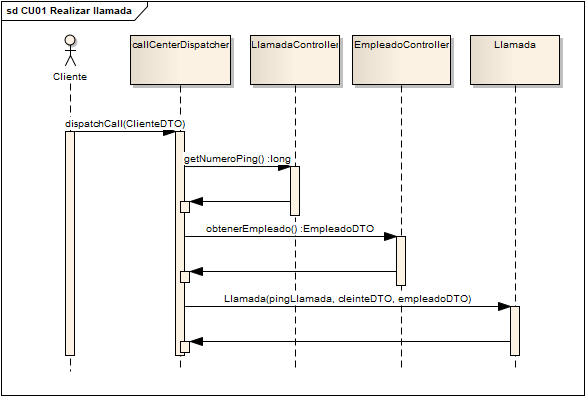 sd CU01 Realizar llamada
callCenterDispatcher
LlamadaController
EmpleadoController
Llamada
Cliente
dispatchCall(ClienteDTO)
getNumeroPing() :long
obtenerEmpleado() :EmpleadoDTO
Llamada(pingLlamada, cleinteDTO, empleadoDTO)